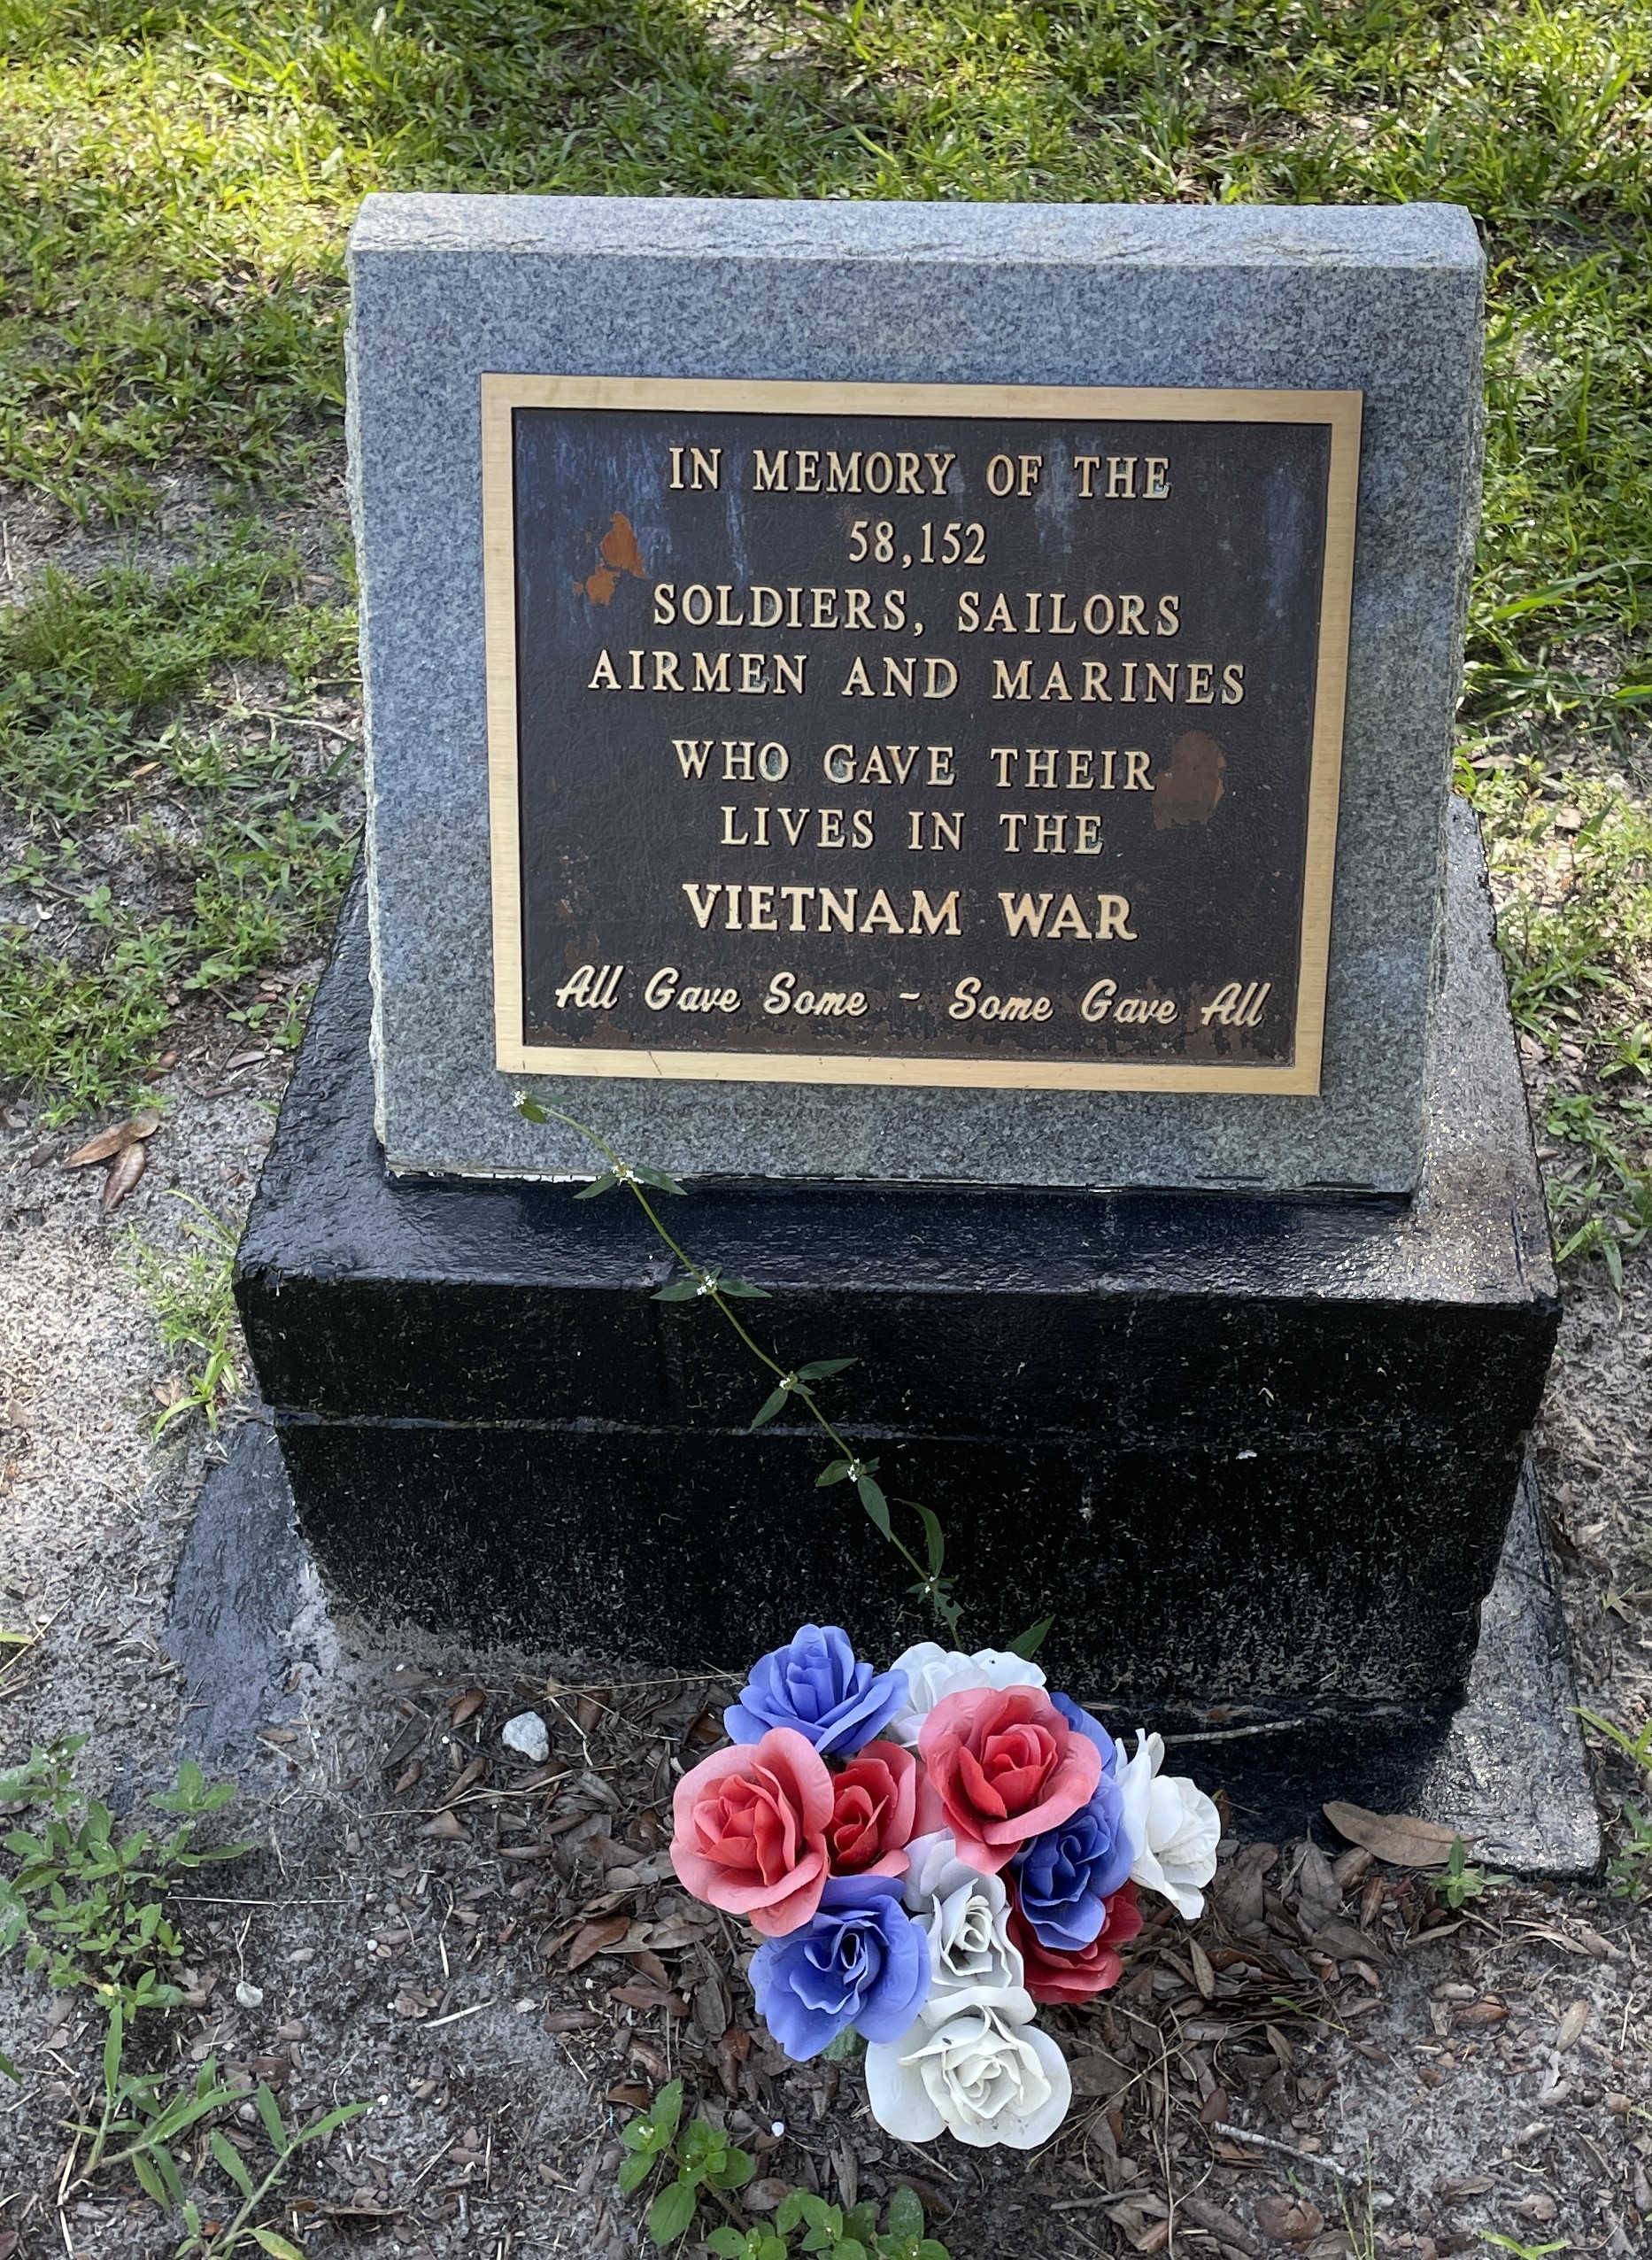 IN MEMORY OF THE
58,152
SOLDIERS, SAILORS
AIRMEN AND MARINES
WHO GAVE THEIR
LIVES IN THE
VIETNAM WAR
All Gave Some - Some Gave All